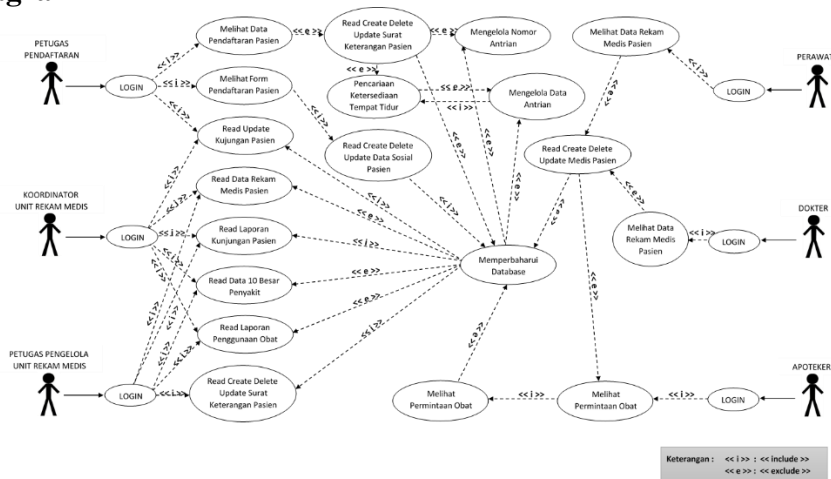 PETUGAS
PENDAFTARAN
LOGIN
Melihat Data
Pendaftaran Pasien
<< e >>
Read Create Delete
Update Surat
Keterangan Pasien
<< e >>
Mengelola Nomor
Antrian
Melihat Data Rekam
Medis Pasien
PERAWAT
LOGIN
<<i>>
<<i>>
<<i>>
<<i>>
Melihat Form
Pendaftaran Pasien
<< e >>
Pencariaan
Ketersediaan
Tempat Tidur
<< e >>
<< i >>
Mengelola Data
Antrian
<< e >>
Read Update
Kujungan Pasien
<<i>>
Read Create Delete
Update Data Sosial
Pasien
<< e >>
<< e >>
<< e >>
Read Create Delete
Update Medis Pasien
KOORDINATOR
UNIT REKAM MEDIS
LOGIN
<<i>>
<<i>>
<<i>>
<<i>>
Read Data Rekam
Medis Pasien
<<i>>
<< e >>
<<i>>
<< e >>
<< e >>
Melihat Data
Rekam Medis
Pasien
<<i>>
LOGIN
DOKTER
Read Laporan
Kunjungan Pasien
<<i>>
Memperbaharui
Database
Read Data 10 Besar
Penyakit
<< e >>
<< e >>
<<i>>
<<i>>
<<i>>
Read Laporan
Penggunaan Obat
<< e >>
<<i>>
<< e >>
PETUGAS PENGELOLA
UNIT REKAM MEDIS
LOGIN
<<i>>
<<i>>
Read Create Delete
Update Surat
Keterangan Pasien
Melihat
Permintaan Obat
<<i>>
Melihat
Permintaan Obat
<<i>>
LOGIN
APOTEKER
Keterangan : << i >> : << include >>
<< e >> : << exclude >>